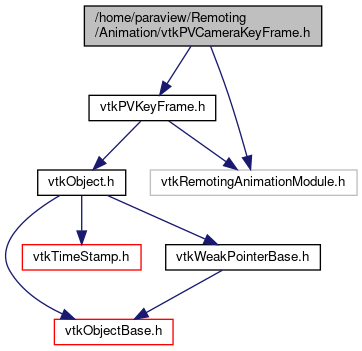 /home/paraview/Remoting
/Animation/vtkPVCameraKeyFrame.h
vtkPVKeyFrame.h
vtkObject.h
vtkRemotingAnimationModule.h
vtkTimeStamp.h
vtkWeakPointerBase.h
vtkObjectBase.h